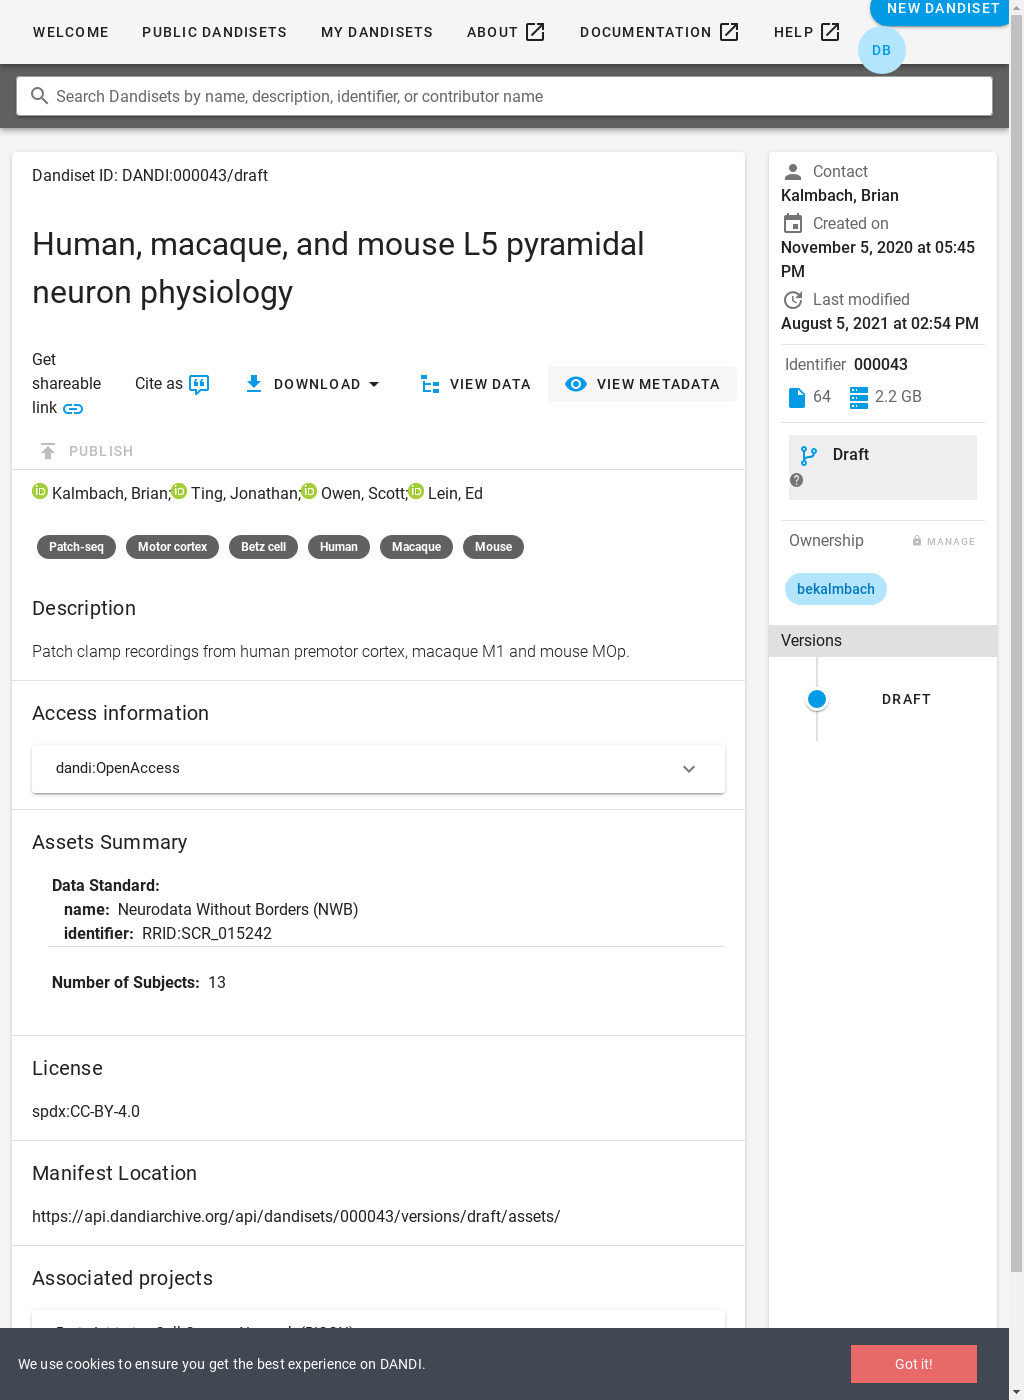 WELCOME PUBLIC DANDISETS MY DANDISETS ABOUT DOCUMENTATION HELP NEW DANDISET
DB
Search Dandisets by name, description, identifier, or contributor name
Dandiset ID: DANDI:000043/draft
Human, macaque, and mouse L5 pyramidal
neuron physiology
Get
shareable
link
Cite as
DOWNLOAD
VIEW DATA
VIEW METADATA
PUBLISH
Kalmbach, Brian; Ting, Jonathan; Owen, Scott; Lein, Ed
Patch-seq Motor cortex Betz cell Human Macaque Mouse
Description
Patch clamp recordings from human premotor cortex, macaque M1 and mouse MOp.
Access information
dandi:OpenAccess
Assets Summary
Data Standard:
name: Neurodata Without Borders (NWB)
identifier: RRID:SCR_015242
Number of Subjects: 13
License
spdx:CC-BY-4.0
Manifest Location
https://api.dandiarchive.org/api/dandisets/000043/versions/draft/assets/
Associated projects
Contact
Kalmbach, Brian
Created on
November 5, 2020 at 05:45
PM
Last modified
August 5, 2021 at 02:54 PM
Identifier 000043
64 2.2 GB
Draft
Ownership MANAGE
bekalmbach
Versions
DRAFT
We use cookies to ensure you get the best experience on DANDI.
Got it!